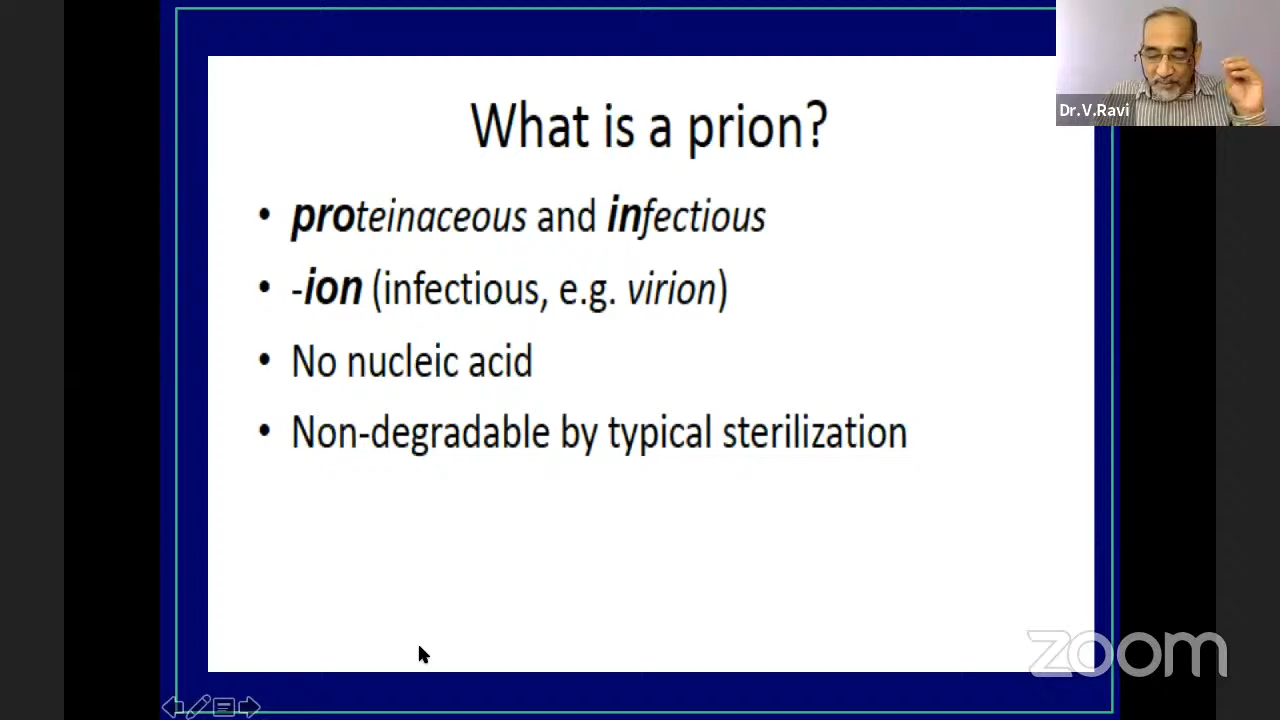 What is a prion?
• proteinaceous and infectious
• -ion (infectious, e.g. virion)
• No nucleic acid
• Non-degradable by typical sterilization
Dr.V.Ravi
zoom